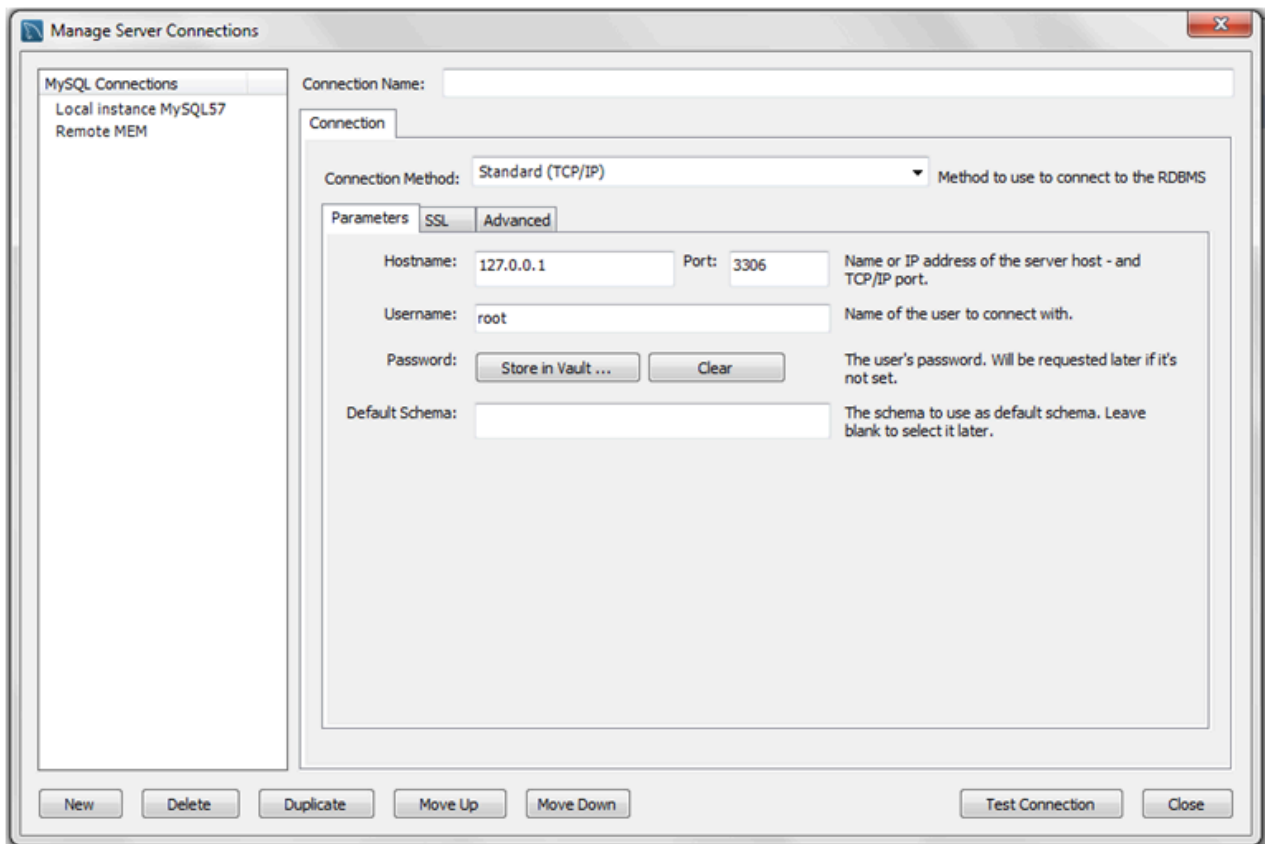 Manage Server Connections
MySQL Connections
Local instance MySQL57
Remote MEM
Connection Name:
Connection
Connection Method: Standard (TCP/IP) Method to use to connect to the RDBMS
Parameters SSL Advanced
Hostname: 127.0.0.1 Port: 3306 Name or IP address of the server host - and
TCP/IP port.
Username: root Name of the user to connect with.
Password: Store in Vault ... Clear The user's password. Will be requested later if it's
not set.
Default Schema: The schema to use as default schema. Leave
blank to select it later.
New Delete Duplicate Move Up Move Down Test Connection Close